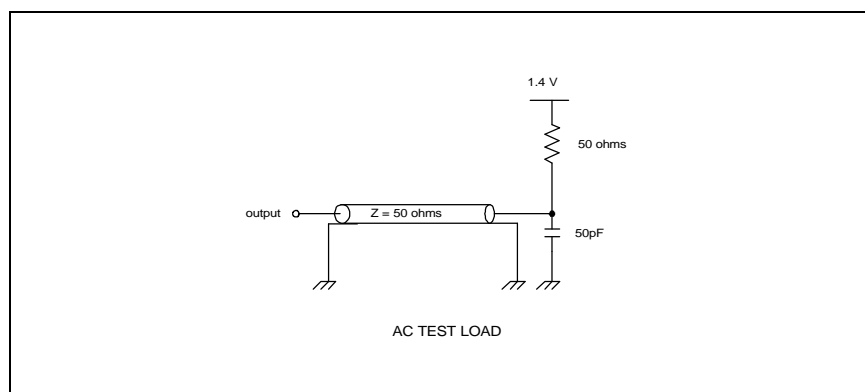 1.4 V
50 ohms
output
Z = 50 ohms
50pF
AC TEST LOAD